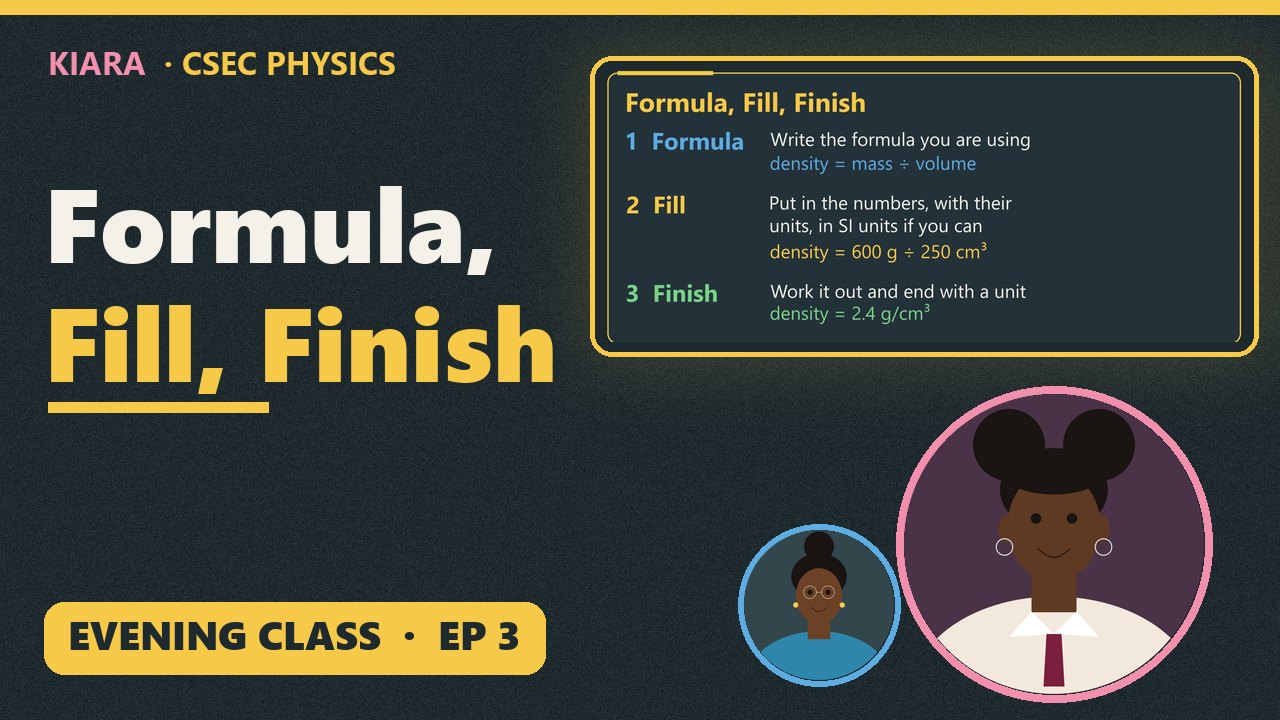 KIARA · CSEC PHYSICS
Formula,
Fill, Finish
EVENING CLASS · EP 3
Formula, Fill, Finish
1 Formula
Write the formula you are using
density = mass ÷ volume
2 Fill
Put in the numbers, with their
units, in SI units if you can
density = 600 g ÷ 250 cm³
3 Finish
Work it out and end with a unit
density = 2.4 g/cm³